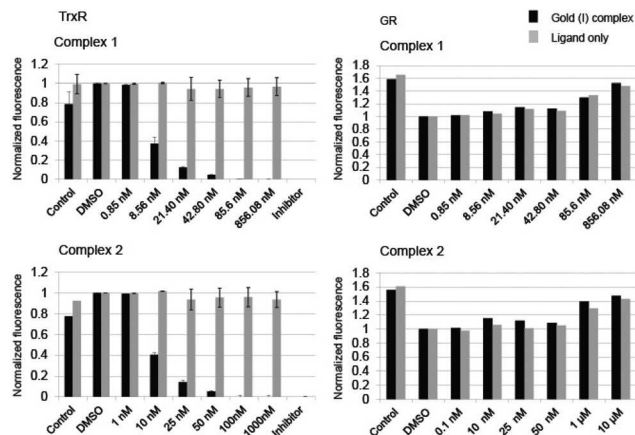 TrxR
GR
Gold (I) complex
Ligand only
Complex 1
Normalized fluorescence
1.2
1
0.8
0.6
0.4
0.2
0
Control
DMSO
0.85 nM
8.56 nM
21.40 nM
42.80 nM
85.6 nM
856.08 nM
Inhibitor
Complex 1
Normalized fluorescence
1.8
1.6
1.4
1.2
1
0.8
0.6
0.4
0.2
0
Control
DMSO
0.85 nM
8.56 nM
21.40 nM
42.80 nM
85.6 nM
856.08 nM
Complex 2
Normalized fluorescence
1.2
1
0.8
0.6
0.4
0.2
0
Control
DMSO
1 nM
10 nM
25 nM
50 nM
100nM
1000nM
Inhibitor
Complex 2
Normalized fluorescence
1.8
1.6
1.4
1.2
1
0.8
0.6
0.4
0.2
0
Control
DMSO
0.1 nM
10 nM
25 nM
50 nM
1 µM
10 µM